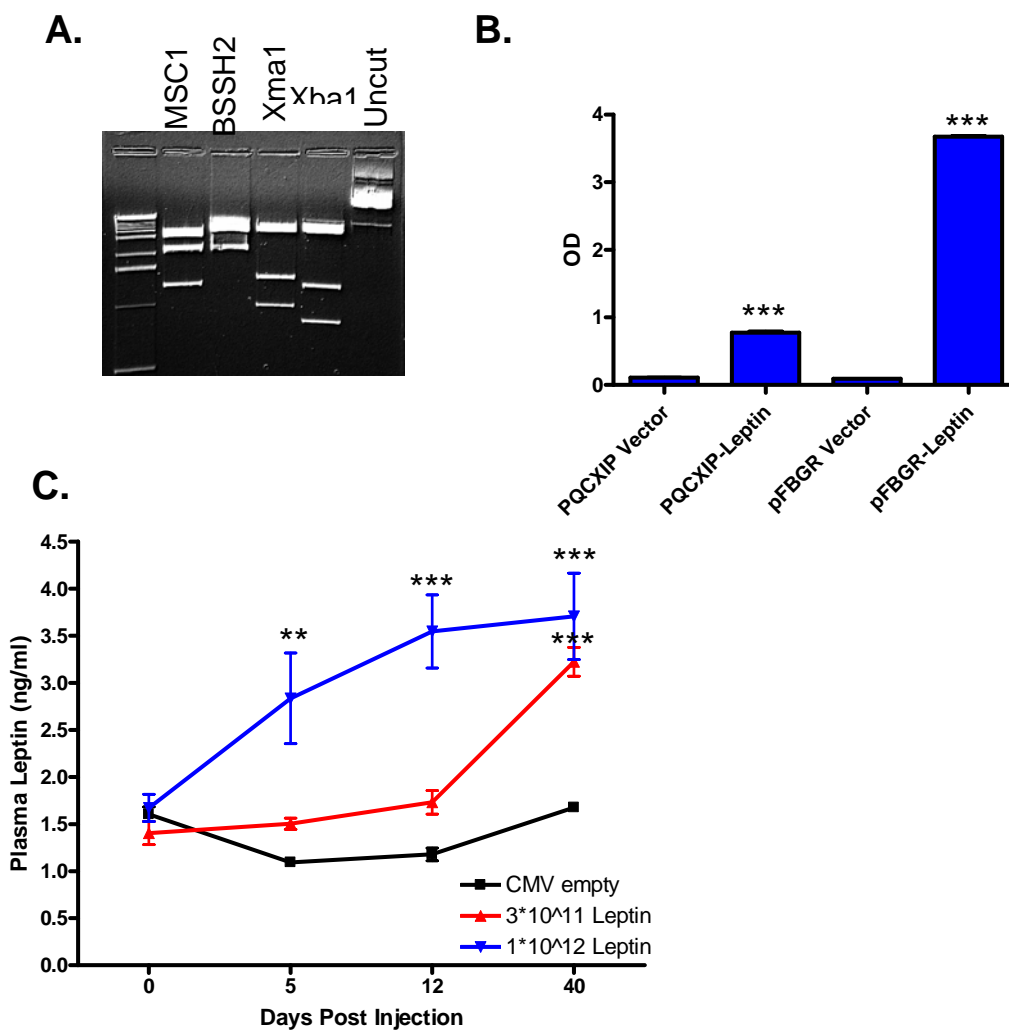 A.
MSC1
BSSH2
Xma1
Xba1
Uncut
B.
OD
4
3
2
1
0
***
***
PQCXIP Vector
PQCXIP-Leptin
pFBGR Vector
pFBGR-Leptin
C.
Plasma Leptin (ng/ml)
4.5
4.0
3.5
3.0
2.5
2.0
1.5
1.0
0.5
0.0
**
***
***
***
CMV empty
3*10^11 Leptin
1*10^12 Leptin
0
5
12
40
Days Post Injection